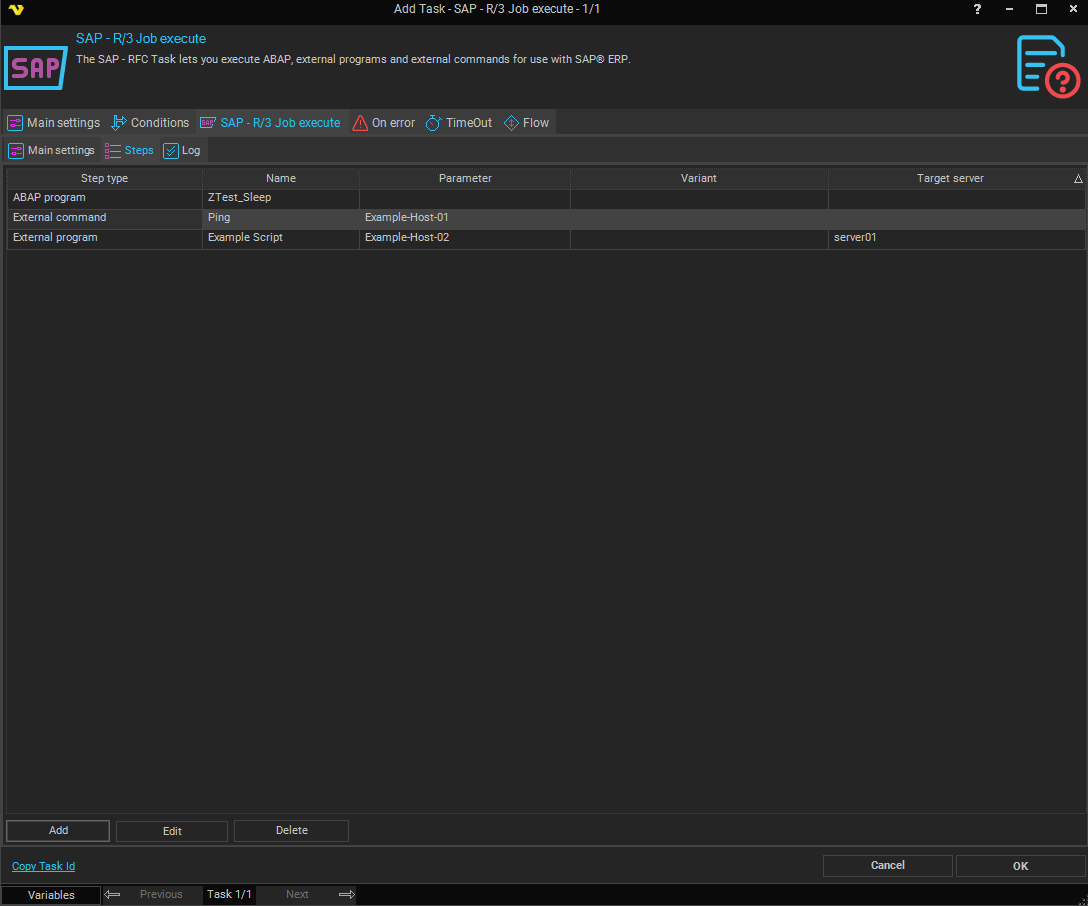 Add Task - SAP - R/3 Job execute - 1/1
?
SAP
SAP - R/3 Job execute
The SAP - RFC Task lets you execute ABAP, external programs and external commands for use with SAP® ERP.
?
Main settings Conditions SAP SAP - R/3 Job execute On error TimeOut Flow
Main settings Steps Log
Step type Name Parameter Variant Target server
ABAP program ZTest_Sleep
External command Ping Example-Host-01
External program Example Script Example-Host-02 server01
Add Edit Delete
Copy Task Id Cancel OK
Variables Previous Task 1/1 Next